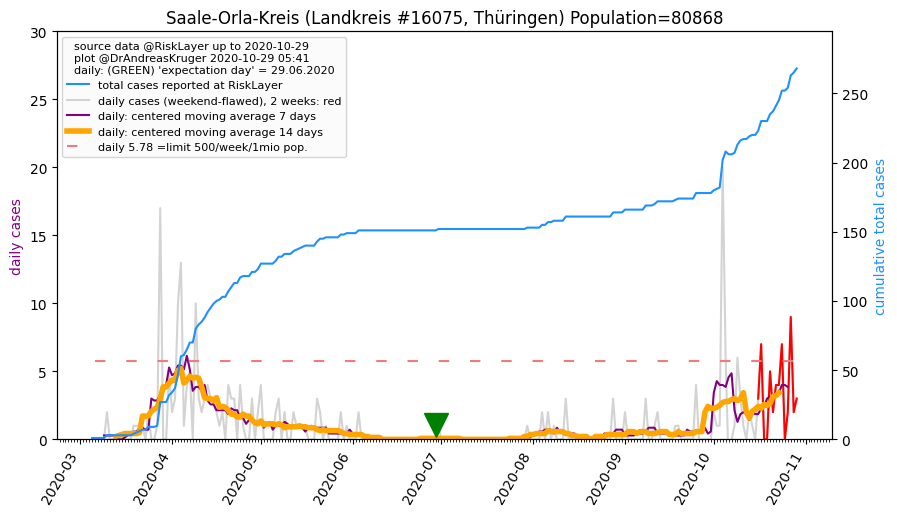 Saale-Orla-Kreis (Landkreis #16075, Thüringen) Population=80868
source data @RiskLayer up to 2020-10-29
plot @DrAndreasKruger 2020-10-29 05:41
daily: (GREEN) 'expectation day' = 29.06.2020
total cases reported at RiskLayer
daily cases (weekend-flawed), 2 weeks: red
daily: centered moving average 7 days
daily: centered moving average 14 days
daily 5.78 =limit 500/week/1mio pop.
daily cases
30
25
20
15
10
5
0
cumulative total cases
250
200
150
100
50
0
2020-03
2020-04
2020-05
2020-06
2020-07
2020-08
2020-09
2020-10
2020-11